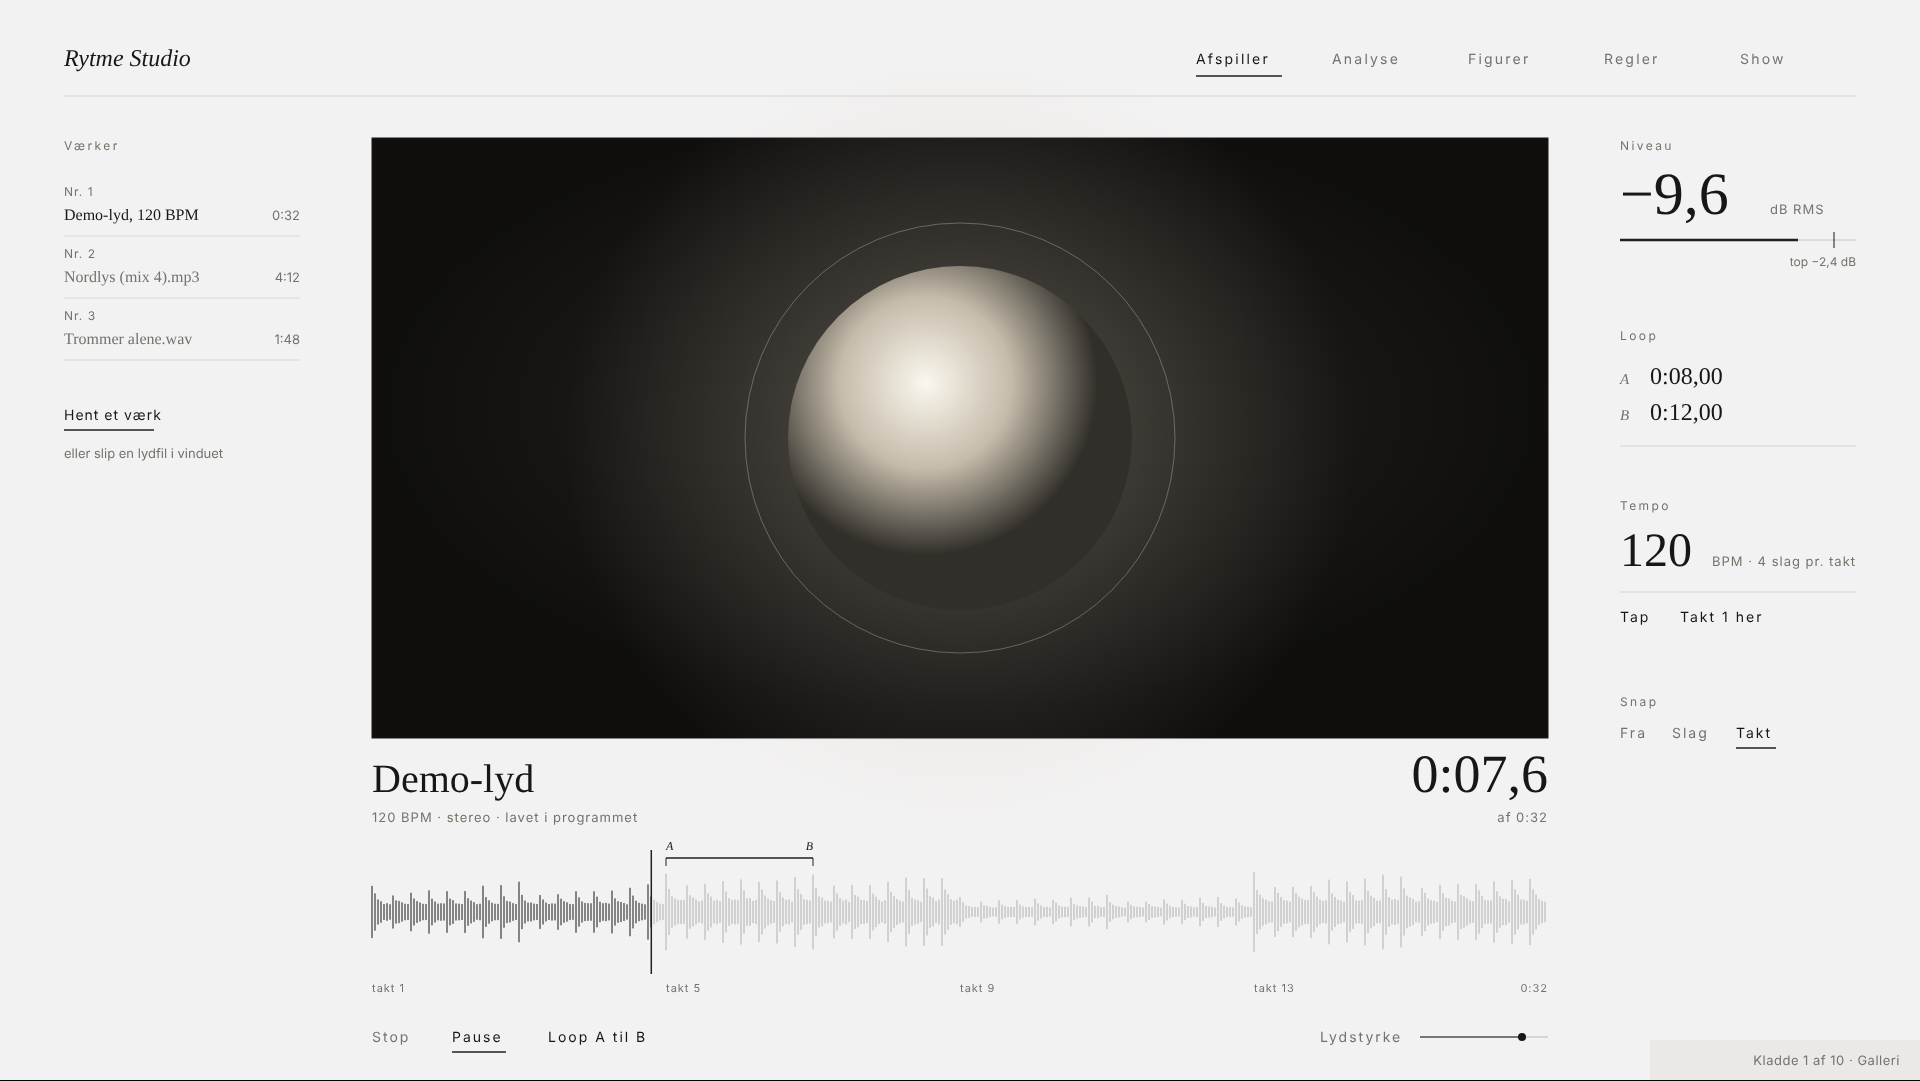 Rytme Studio
Afspiller Analyse Figurer Regler Show
Værker
Nr. 1
Demo-lyd, 120 BPM 0:32
Nr. 2
Nordlys (mix 4).mp3 4:12
Nr. 3
Trommer alene.wav 1:48
Hent et værk
eller slip en lydfil i vinduet
Niveau
−9,6 dB RMS
top −2,4 dB
Loop
A 0:08,00
B 0:12,00
Tempo
120 BPM · 4 slag pr. takt
Tap Takt 1 her
Snap
Fra Slag Takt
Demo-lyd 0:07,6
120 BPM · stereo · lavet i programmet af 0:32
A B
takt 1 takt 5 takt 9 takt 13 0:32
Stop Pause Loop A til B Lydstyrke
Kladde 1 af 10 · Galleri